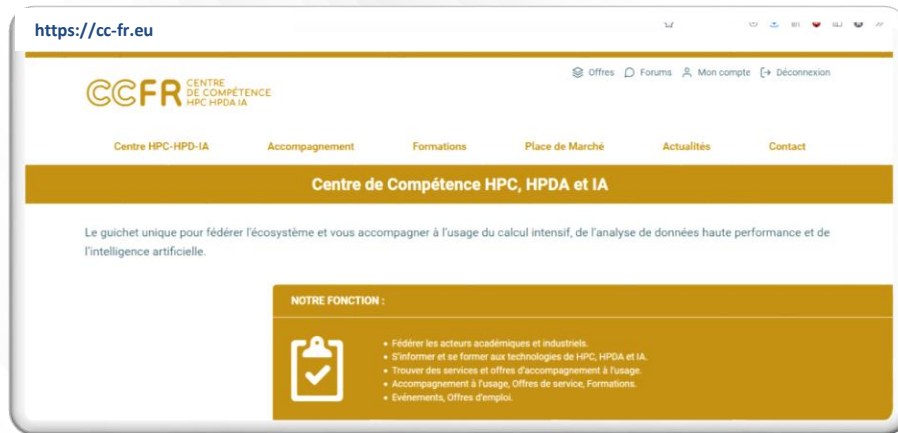 https://cc-fr.eu
Offres Forums Mon compte Déconnexion
CCFR CENTRE
DE COMPÉTENCE
HPC HPDA IA
Centre HPC-HPD-IA Accompagnement Formations Place de Marché Actualités Contact
Centre de Compétence HPC, HPDA et IA
Le guichet unique pour fédérer l'écosystème et vous accompagner à l'usage du calcul intensif, de l'analyse de données haute performance et de
l'intelligence artificielle.
NOTRE FONCTION :
• Fédérer les acteurs académiques et industriels.
• S'informer et se former aux technologies de HPC, HPDA et IA.
• Trouver des services et offres d'accompagnement à l'usage.
• Accompagnement à l'usage, Offres de service, Formations.
• Evénements, Offres d'emploi.